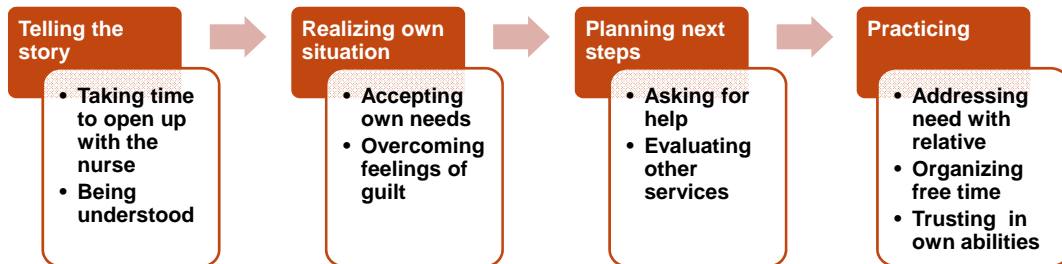 Telling the
story
• Taking time
to open up
with the
nurse
• Being
understood
Realizing own
situation
• Accepting
own needs
• Overcoming
feelings of
guilt
Planning next
steps
• Asking for
help
• Evaluating
other
services
Practicing
• Addressing
need with
relative
• Organizing
free time
• Trusting in
own abilities